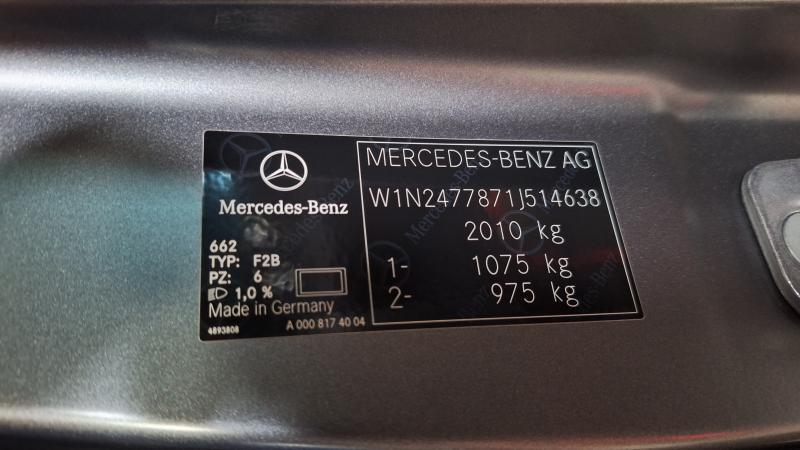 Mercedes-Benz
662
TYP: F2B
PZ: 6
1,0 %
Made in Germany
4893808
A 000 817 40 04
MERCEDES-BENZ AG
W1N2477871J514638
2010 kg
1- 1075 kg
2- 975 kg